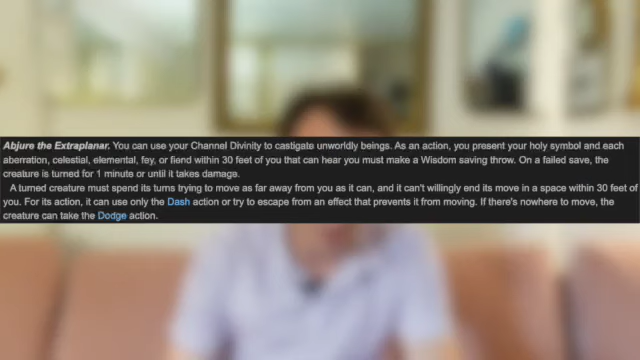 Abjure the Extraplanar. You can use your Channel Divinity to castigate unworldly beings. As an action, you present your holy symbol and each
aberration, celestial, elemental, fey, or fiend within 30 feet of you that can hear you must make a Wisdom saving throw. On a failed save, the
creature is turned for 1 minute or until it takes damage.
A turned creature must spend its turns trying to move as far away from you as it can, and it can't willingly end its move in a space within 30 feet of
you. For its action, it can use only the Dash action or try to escape from an effect that prevents it from moving. If there's nowhere to move, the
creature can take the Dodge action.